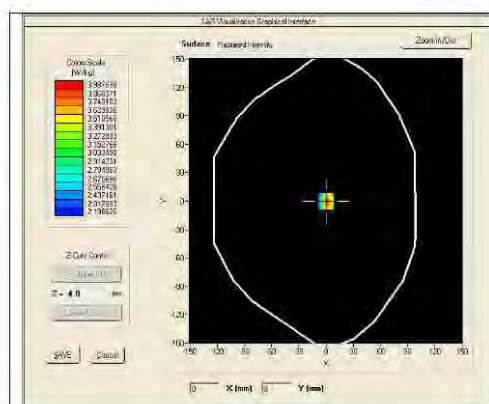 SAR Visualisation Graphical Interface
Surface Radiated Intensity
Zoom In/Out
Colors Scale
(W/kg)
3.987638
3.868371
3.749103
3.629836
3.510568
3.391301
3.272033
3.152766
3.033498
2.914231
2.794963
2.675696
2.556428
2.437161
2.198626
150
120
90
60
30
0
-30
-60
-90
-120
-150
-150 -120 -90 -60 -30 0 30 60 90 120 150
Y
X
Z Cuts Control
Z = 4.0 mm
SAVE Cancel
0 X (mm) 0 Y (mm)